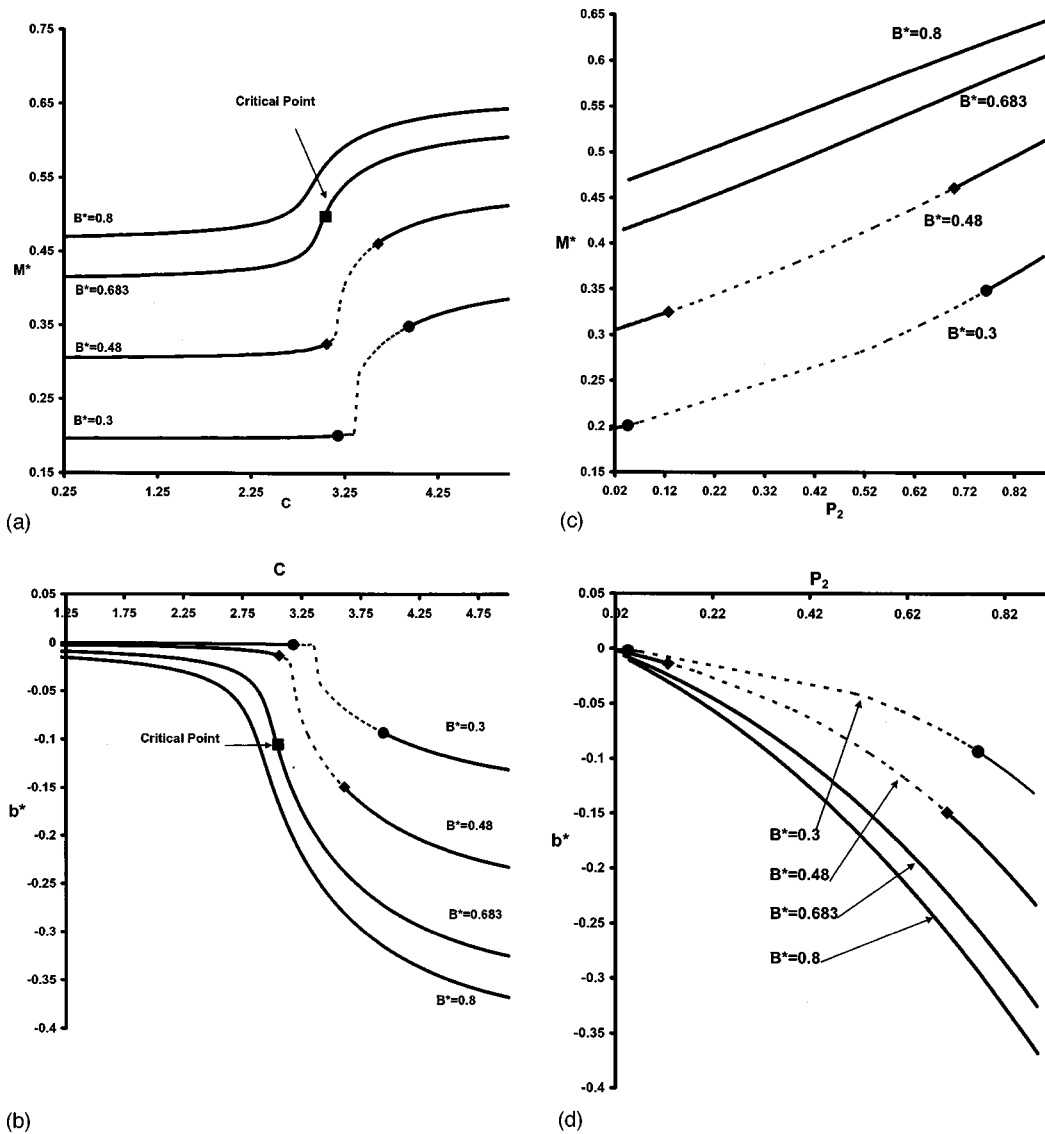 0.75
0.65
0.55
0.45
M*
0.35
0.25
0.15
0.25 1.25 2.25 3.25 4.25
C
Critical Point
B*=0.8
B*=0.683
B*=0.48
B*=0.3
(a)
0.65
0.6
0.55
0.5
0.45
M*
0.4
0.35
0.3
0.25
0.2
0.15
0.02 0.12 0.22 0.32 0.42 0.52 0.62 0.72 0.82
P2
B*=0.8
B*=0.683
B*=0.48
B*=0.3
(c)
C
0.05
1.25 1.75 2.25 2.75 3.25 3.75 4.25 4.75
0
-0.05
-0.1
-0.15
b*
-0.2
-0.25
-0.3
-0.35
-0.4
Critical Point
B*=0.3
B*=0.48
B*=0.683
B*=0.8
(b)
P2
0.05
0.02 0.22 0.42 0.62 0.82
0
-0.05
-0.1
-0.15
b*
-0.2
-0.25
-0.3
-0.35
-0.4
B*=0.3
B*=0.48
B*=0.683
B*=0.8
(d)